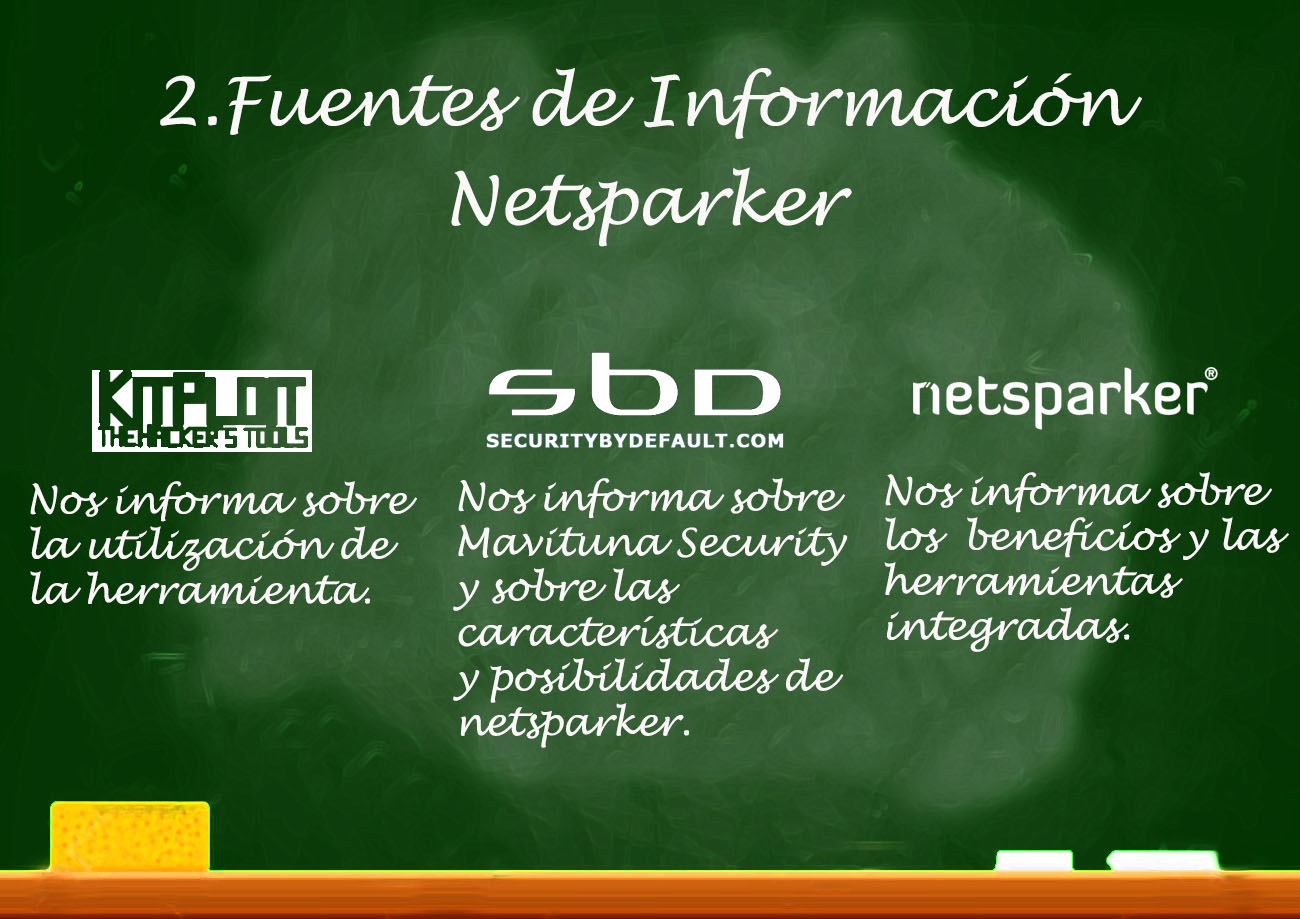 2.Fuentes de Información
Netsparker
KITPLOIT
THE HACKER'S TOOLS
Nos informa sobre
la utilización de
la herramienta.
sbD
SECURITYBYDEFAULT.COM
Nos informa sobre
Mavituna Security
y sobre las
características
y posibilidades de
netsparker.
netsparker®
Nos informa sobre
los beneficios y las
herramientas
integradas.